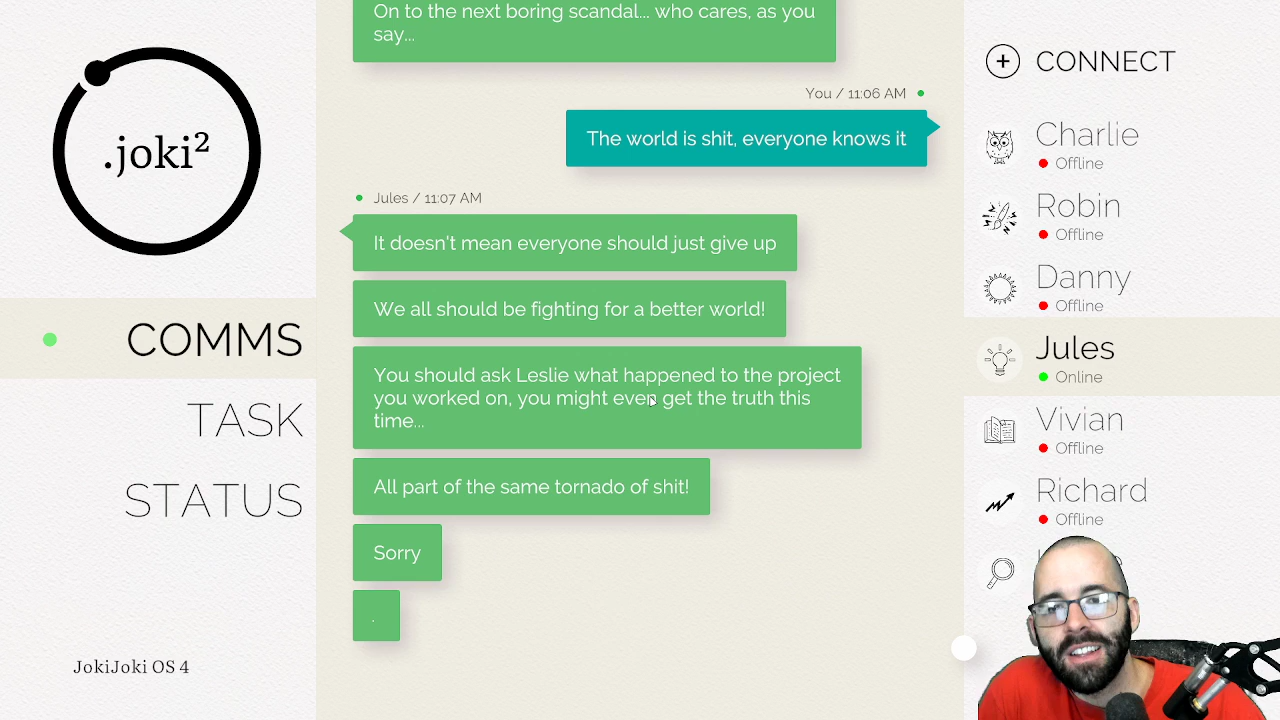 On to the next boring scandal... who cares, as you
say...
You / 11:06 AM
The world is shit, everyone knows it
Jules / 11:07 AM
It doesn't mean everyone should just give up
We all should be fighting for a better world!
You should ask Leslie what happened to the project
you worked on, you might even get the truth this
time...
All part of the same tornado of shit!
Sorry
.
.joki²
COMMS
TASK
STATUS
JokiJoki OS 4
CONNECT
Charlie
Offline
Robin
Offline
Danny
Offline
Jules
Online
Vivian
Offline
Richard
Offline